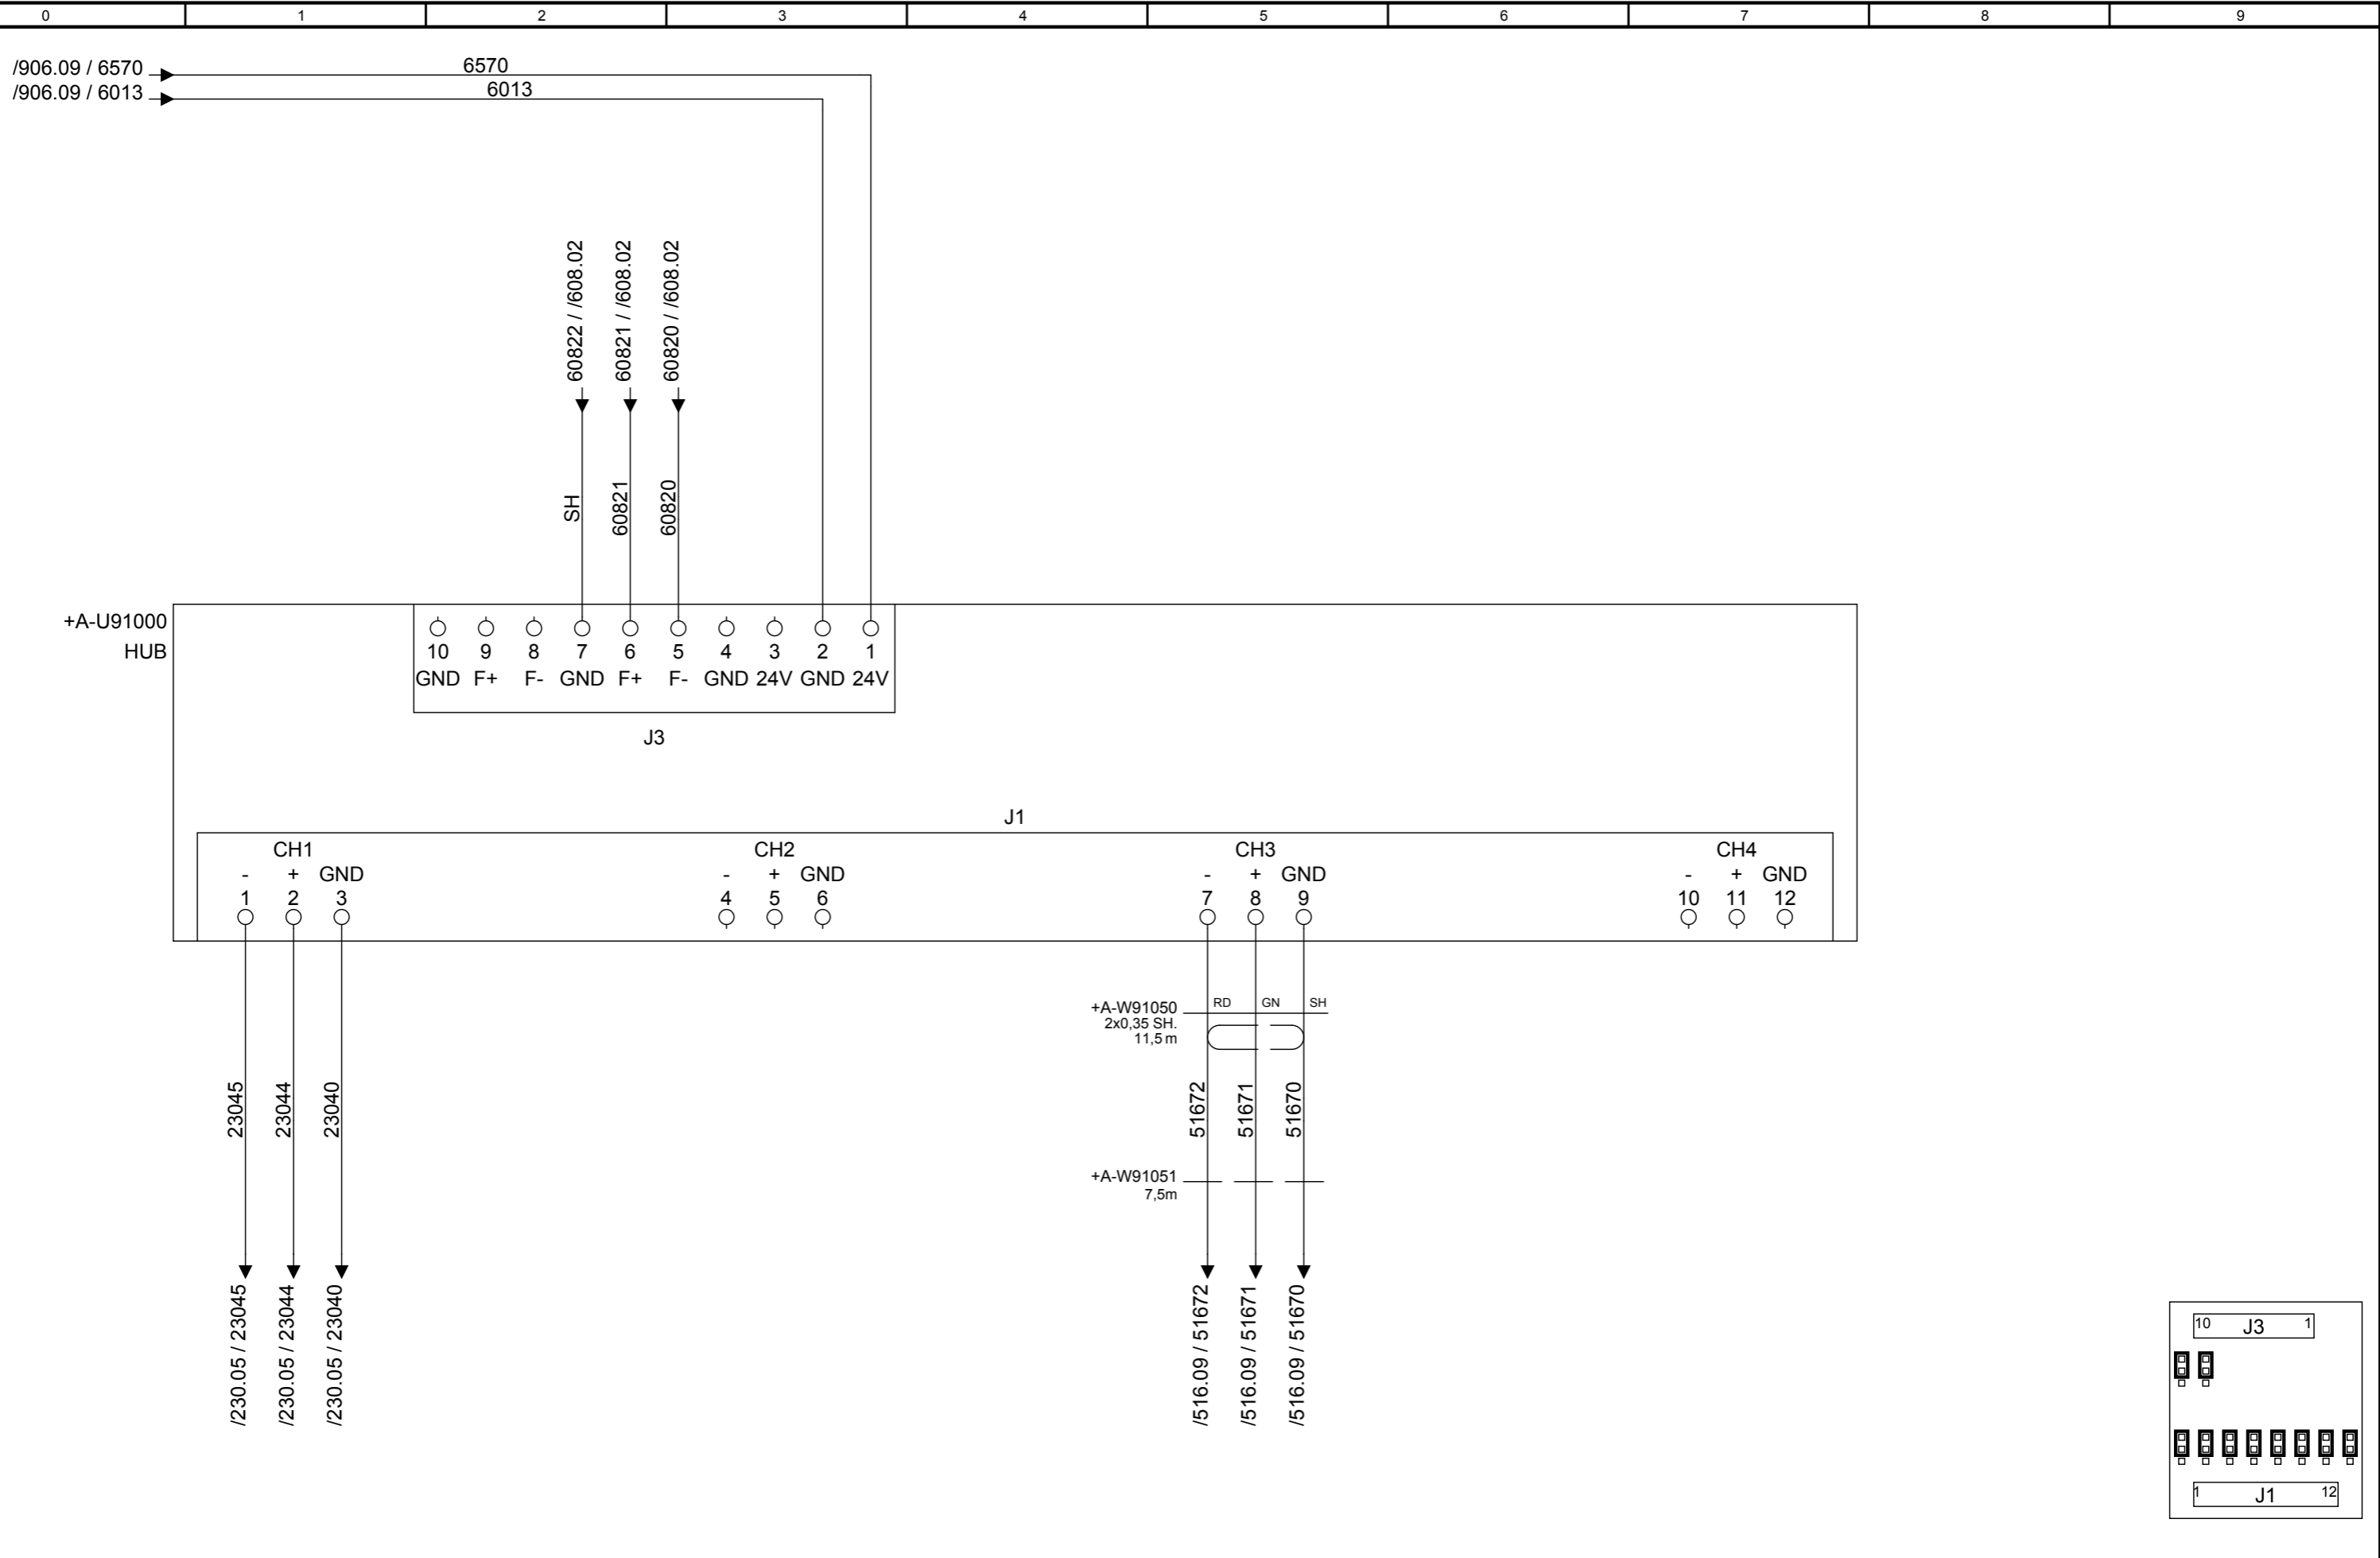 0 1 2 3 4 5 6 7 8 9
/906.09 / 6570
6570
/906.09 / 6013
6013
60822 / /608.02
60821 / /608.02
60820 / /608.02
SH
60821
60820
+A-U91000
HUB
10 9 8 7 6 5 4 3 2 1
GND F+ F- GND F+ F- GND 24V GND 24V
J3
J1
CH1 CH2 CH3 CH4
- + GND - + GND - + GND - + GND
1 2 3 4 5 6 7 8 9 10 11 12
+A-W91050
2x0,35 SH.
11,5 m
RD GN SH
23045
23044
23040
51672
51671
51670
+A-W91051
7,5m
/230.05 / 23045
/230.05 / 23044
/230.05 / 23040
/516.09 / 51672
/516.09 / 51671
/516.09 / 51670
10 J3 1
1 J1 12